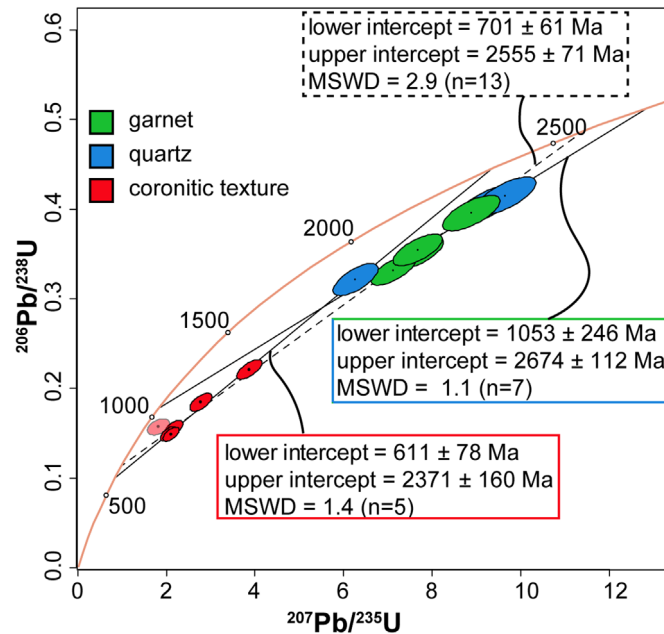 0.6
0.5
0.4
0.3
0.2
0.1
0.0
²⁰⁶Pb/²³⁸U
lower intercept = 701 ± 61 Ma
upper intercept = 2555 ± 71 Ma
MSWD = 2.9 (n=13)
garnet
quartz
coronitic texture
2500
2000
1500
1000
500
lower intercept = 1053 ± 246 Ma
upper intercept = 2674 ± 112 Ma
MSWD = 1.1 (n=7)
lower intercept = 611 ± 78 Ma
upper intercept = 2371 ± 160 Ma
MSWD = 1.4 (n=5)
0 2 4 6 8 10 12
²⁰⁷Pb/²³⁵U